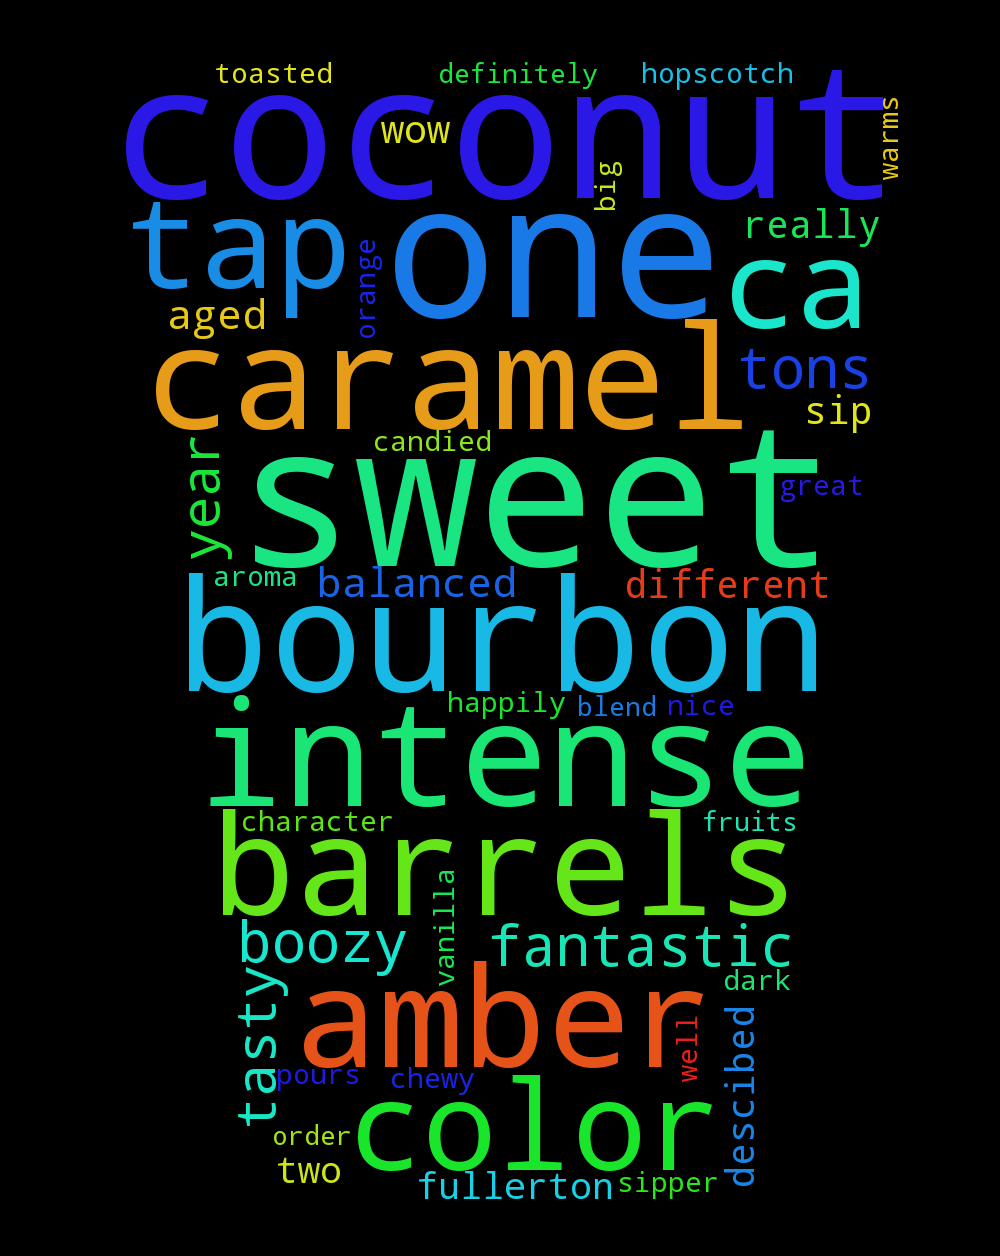 toasted definitely hopscotch
coconut
wow
warms
big
tap one really
orange
ca
aged
caramel
tons
sip
candied
year
sweet
great
aroma balanced different
bourbon
happily blend nice
intense
character fruits
barrels
vanilla
boozy fantastic
dark
tasty
amber
well
descibed
pours chewy
color
order
two
fullerton sipper